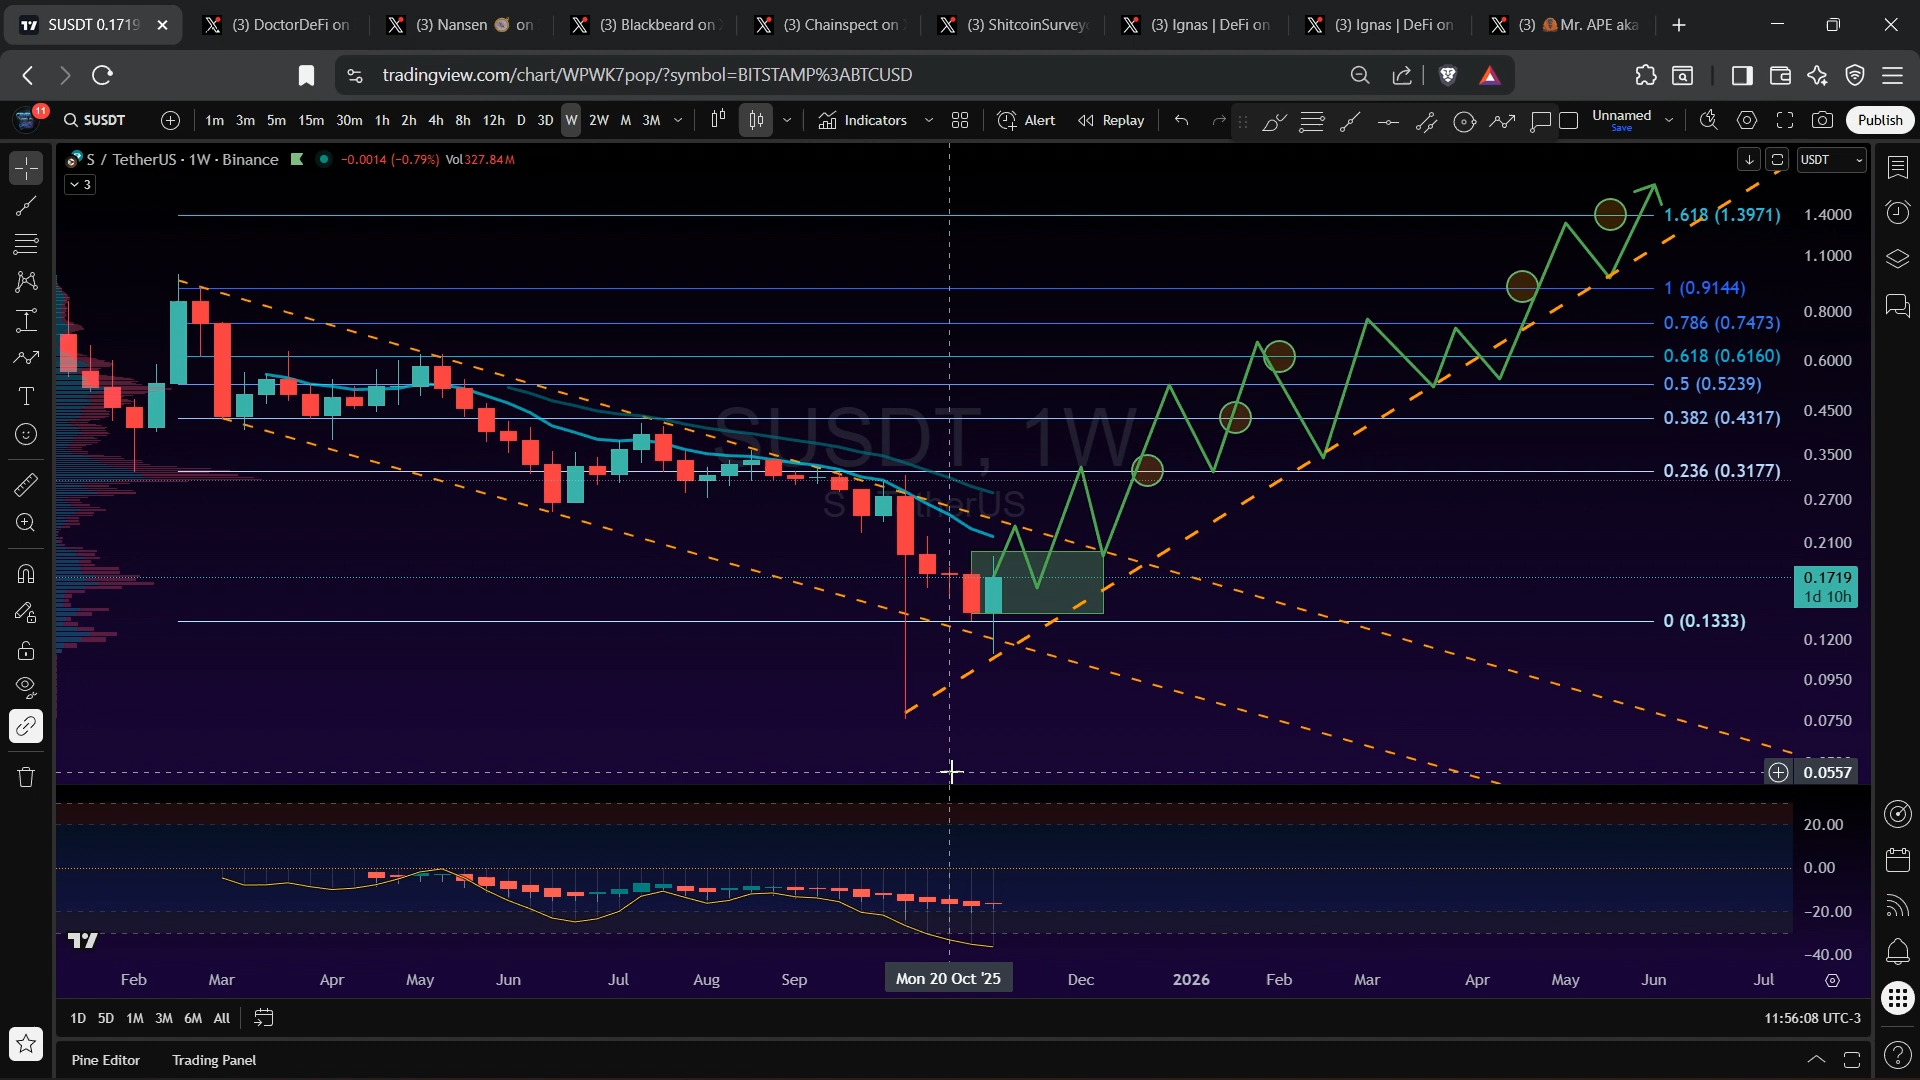 SUSDT 0.1719
(3) DoctorDeFi on
(3) Nansen 🧭 on
(3) Blackbeard on
(3) Chainspect on
(3) ShitcoinSurvey
(3) Ignas | DeFi on
(3) Ignas | DeFi on
(3) Mr. APE aka
tradingview.com/chart/WPWK7pop/?symbol=BITSTAMP%3ABTCUSD
11
SUSDT
1m 3m 5m 15m 30m 1h 2h 4h 8h 12h D 3D W 2W M 3M
Indicators
Alert
Replay
Unnamed
Save
Publish
S / TetherUS · 1W · Binance
−0.0014 (−0.79%) Vol327.84M
3
USDT
1.618 (1.3971)
1 (0.9144)
0.786 (0.7473)
0.618 (0.6160)
0.5 (0.5239)
0.382 (0.4317)
0.236 (0.3177)
0 (0.1333)
SUSDT, 1W
S / TetherUS
1.4000
1.1000
0.8000
0.6000
0.4500
0.3500
0.2700
0.2100
0.1719
1d 10h
0.1200
0.0950
0.0750
0.0557
20.00
0.00
−20.00
−40.00
Feb Mar Apr May Jun Jul Aug Sep Mon 20 Oct '25 Dec 2026 Feb Mar Apr May Jun Jul
1D 5D 1M 3M 6M All
11:56:08 UTC-3
Pine Editor
Trading Panel